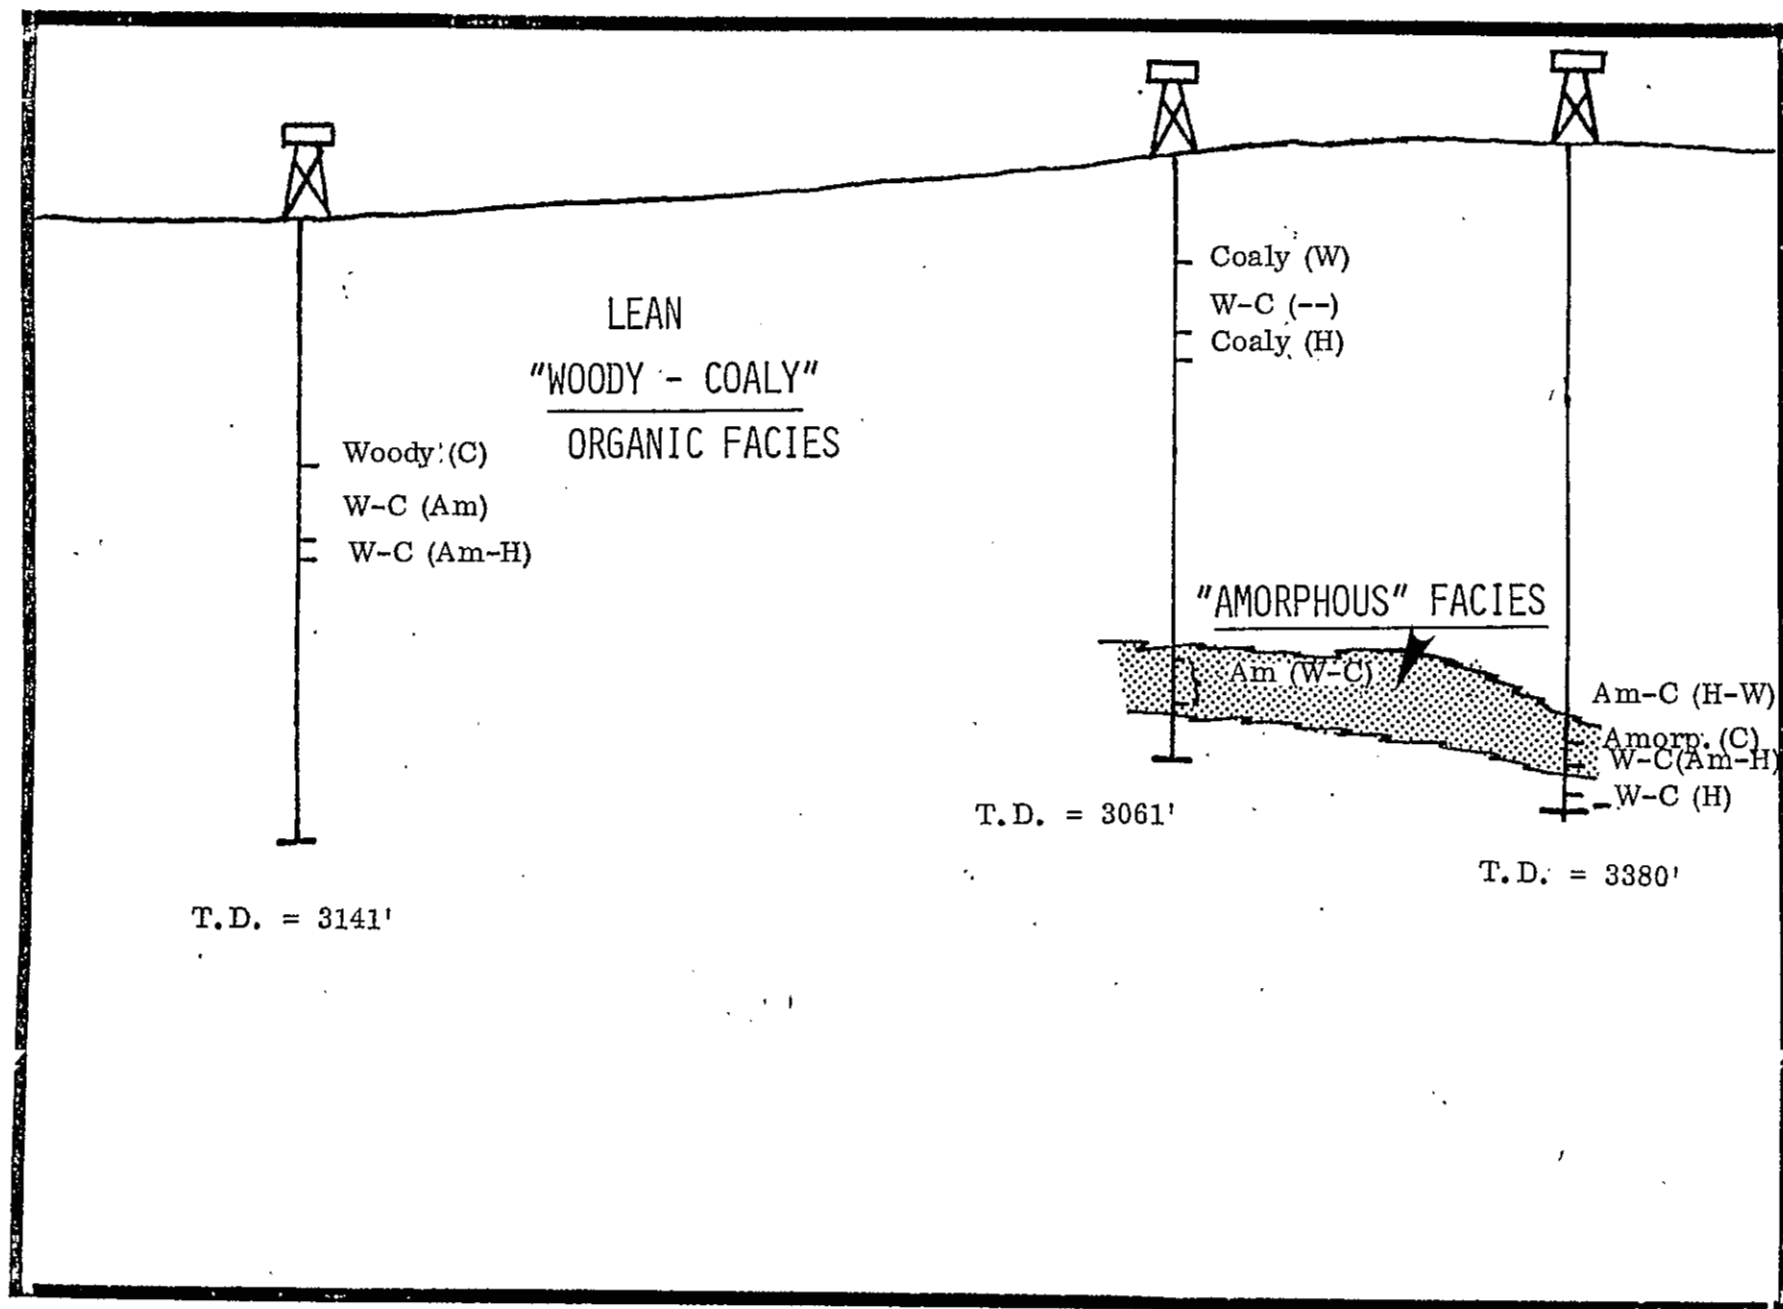 LEAN
"WOODY - COALY"
ORGANIC FACIES
Woody (C)
W-C (Am)
W-C (Am-H)
T.D. = 3141'
Coaly (W)
W-C (--)
Coaly (H)
"AMORPHOUS" FACIES
Am (W-C)
T.D. = 3061'
Am-C (H-W)
Amorp. (C)
W-C(Am-H)
W-C (H)
T.D. = 3380'